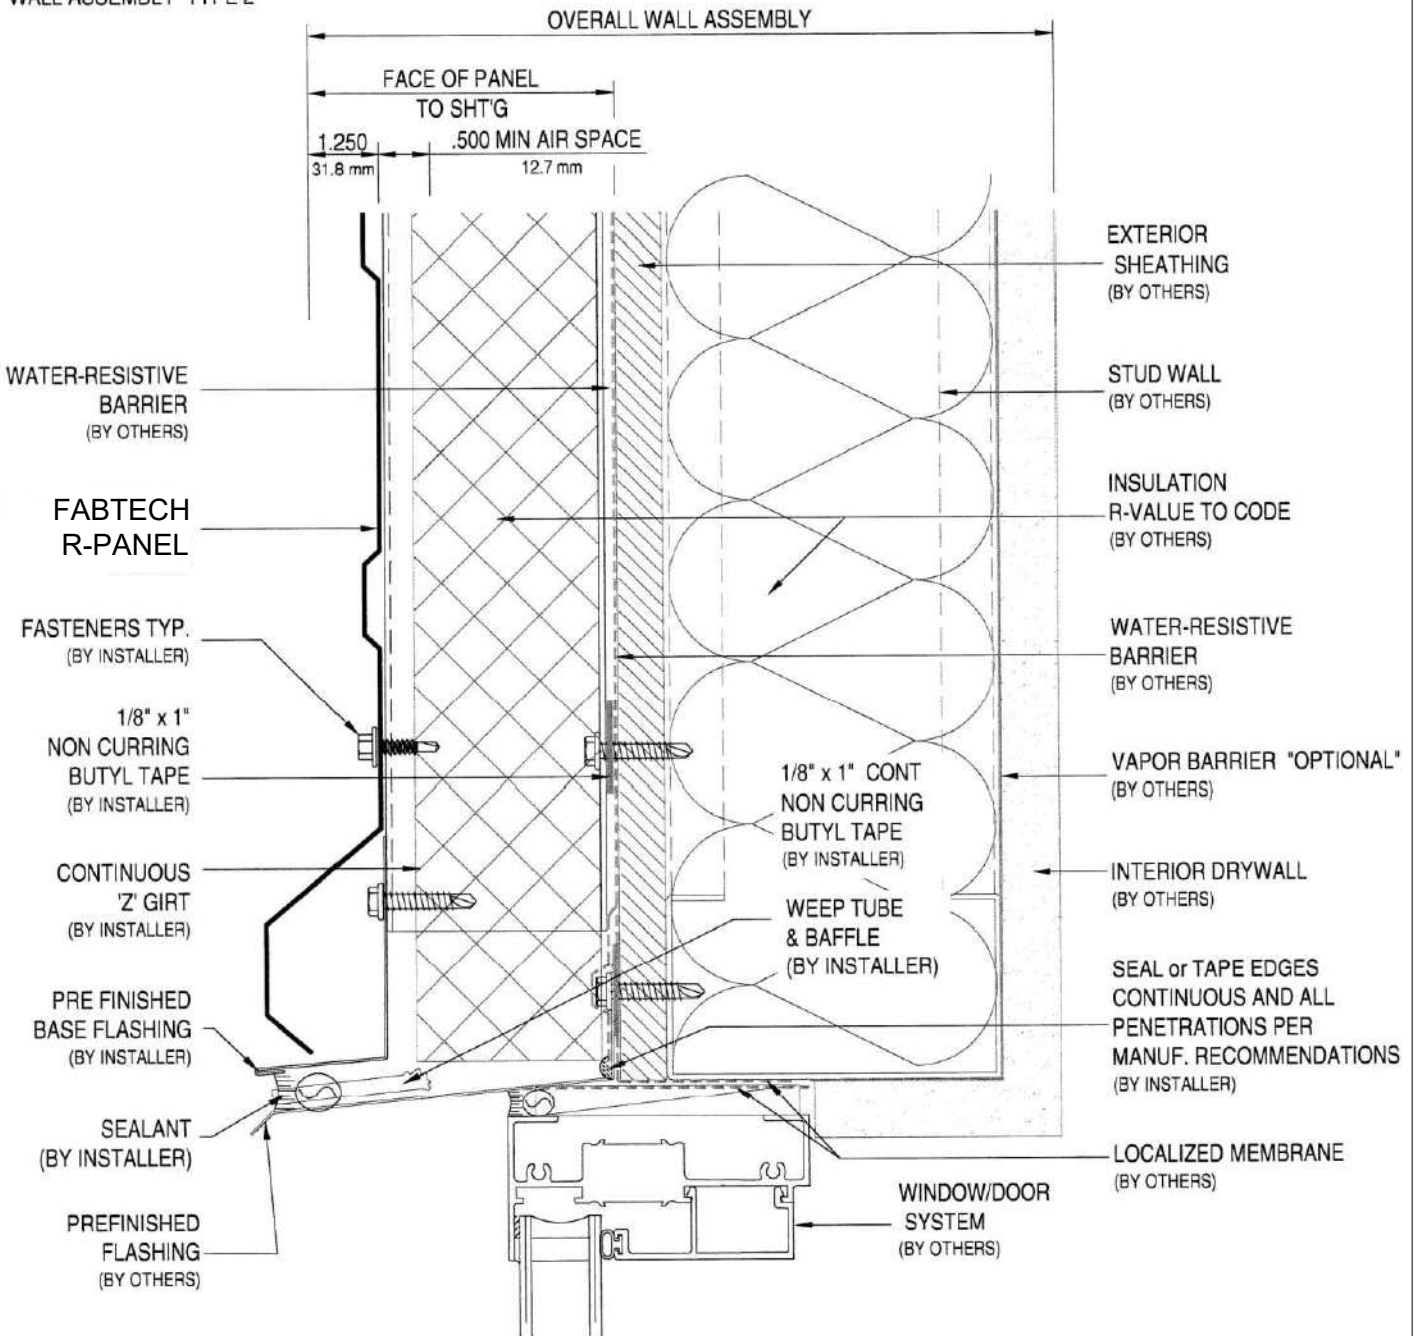 WALL ASSEMBLY TYPE 2
OVERALL WALL ASSEMBLY
FACE OF PANEL
TO SHT'G
1.250
31.8 mm
.500 MIN AIR SPACE
12.7 mm
WATER-RESISTIVE
BARRIER
(BY OTHERS)
FABTECH
R-PANEL
FASTENERS TYP.
(BY INSTALLER)
1/8" x 1"
NON CURRING
BUTYL TAPE
(BY INSTALLER)
CONTINUOUS
'Z' GIRT
(BY INSTALLER)
PRE FINISHED
BASE FLASHING
(BY INSTALLER)
SEALANT
(BY INSTALLER)
PREFINISHED
FLASHING
(BY OTHERS)
1/8" x 1" CONT
NON CURRING
BUTYL TAPE
(BY INSTALLER)
WEEP TUBE
& BAFFLE
(BY INSTALLER)
WINDOW/DOOR
SYSTEM
(BY OTHERS)
EXTERIOR
SHEATHING
(BY OTHERS)
STUD WALL
(BY OTHERS)
INSULATION
R-VALUE TO CODE
(BY OTHERS)
WATER-RESISTIVE
BARRIER
(BY OTHERS)
VAPOR BARRIER "OPTIONAL"
(BY OTHERS)
INTERIOR DRYWALL
(BY OTHERS)
SEAL or TAPE EDGES
CONTINUOUS AND ALL
PENETRATIONS PER
MANUF. RECOMMENDATIONS
(BY INSTALLER)
LOCALIZED MEMBRANE
(BY OTHERS)